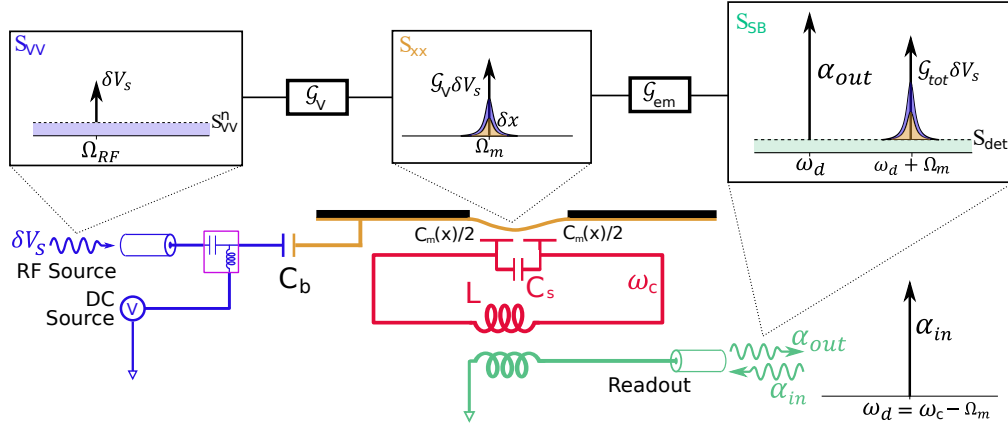 S_VV
δV_s
S^n_VV
Ω_RF
𝒢_V
S_xx
𝒢_V δV_s
δx
Ω_m
𝒢_em
S_SB
α_out
𝒢_tot δV_s
S_det
ω_d
ω_d + Ω_m
δV_s
RF Source
DC
Source
V
C_b
C_m(x)/2
C_m(x)/2
C_s
L
ω_c
Readout
α_out
α_in
α_in
ω_d = ω_c − Ω_m